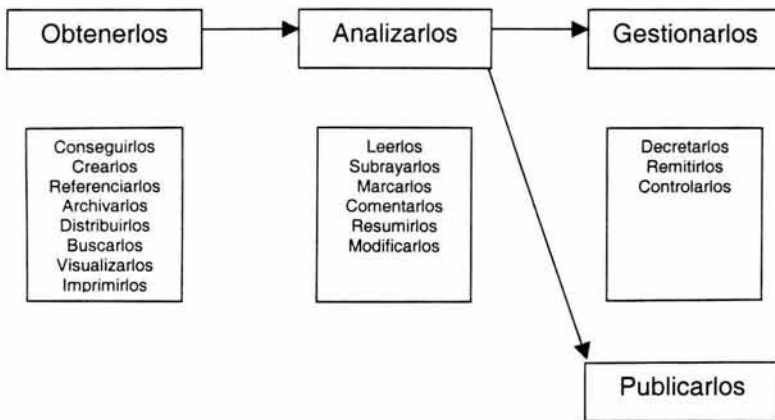 Obtenerlos
Analizarlos
Gestionarlos
Conseguirlos
Crearlos
Referenciarlos
Archivarlos
Distribuirlos
Buscarlos
Visualizarlos
Imprimirlos
Leerlos
Subrayarlos
Marcarlos
Comentarlos
Resumirlos
Modificarlos
Decretarlos
Remitirlos
Controlarlos
Publicarlos